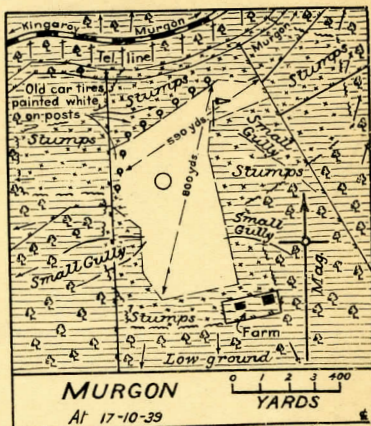 Kingaroy Murgon
Tel. line
Murgon
Old car tires
painted white
on posts
Stumps
Stumps
Stumps
590 yds.
800 yds.
Small
Gully
Stumps
Small
Gully
Small Gully
Mag.
Stumps
Farm
Low-ground
MURGON
At 17-10-39
0 1 2 3 400
YARDS